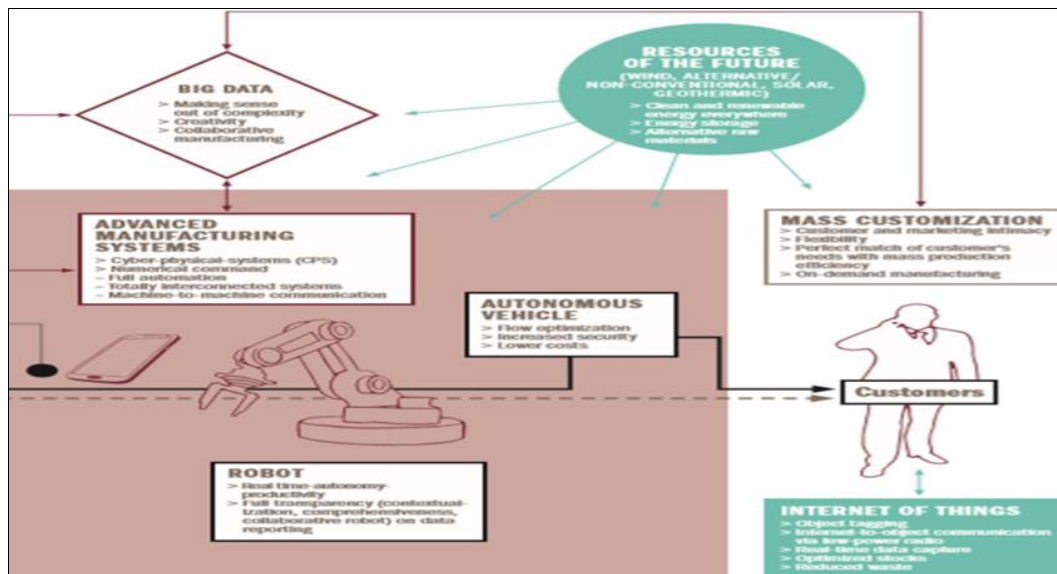 BIG DATA
> Making sense
out of complexity
> Creativity
> Collaborative
manufacturing
RESOURCES
OF THE FUTURE
(WIND, ALTERNATIVE/
NON-CONVENTIONAL, SOLAR,
GEOTHERMIC)
> Clean and renewable
energy everywhere
> Energy storage
> Alternative raw
materials
ADVANCED
MANUFACTURING
SYSTEMS
> Cyber-physical-systems (CPS)
> Numerical command
– Full automation
– Totally interconnected systems
– Machine-to-machine communication
MASS CUSTOMIZATION
> Customer and marketing intimacy
> Flexibility
> Perfect match of customer's
needs with mass production
efficiency
> On-demand manufacturing
AUTONOMOUS
VEHICLE
> Flow optimization
> Increased security
> Lower costs
Customers
ROBOT
> Real time-autonomy-
productivity
> Full transparency (contextual-
ization, comprehensiveness,
collaborative robot) on data
reporting
INTERNET OF THINGS
> Object tagging
> Internet-to-object communication
via low-power radio
> Real-time data capture
> Optimized stocks
> Reduced waste